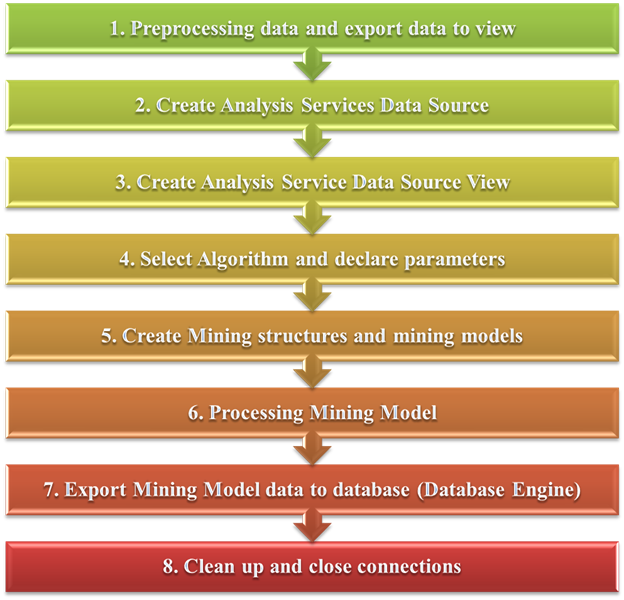 1. Preprocessing data and export data to view
2. Create Analysis Services Data Source
3. Create Analysis Service Data Source View
4. Select Algorithm and declare parameters
5. Create Mining structures and mining models
6. Processing Mining Model
7. Export Mining Model data to database (Database Engine)
8. Clean up and close connections